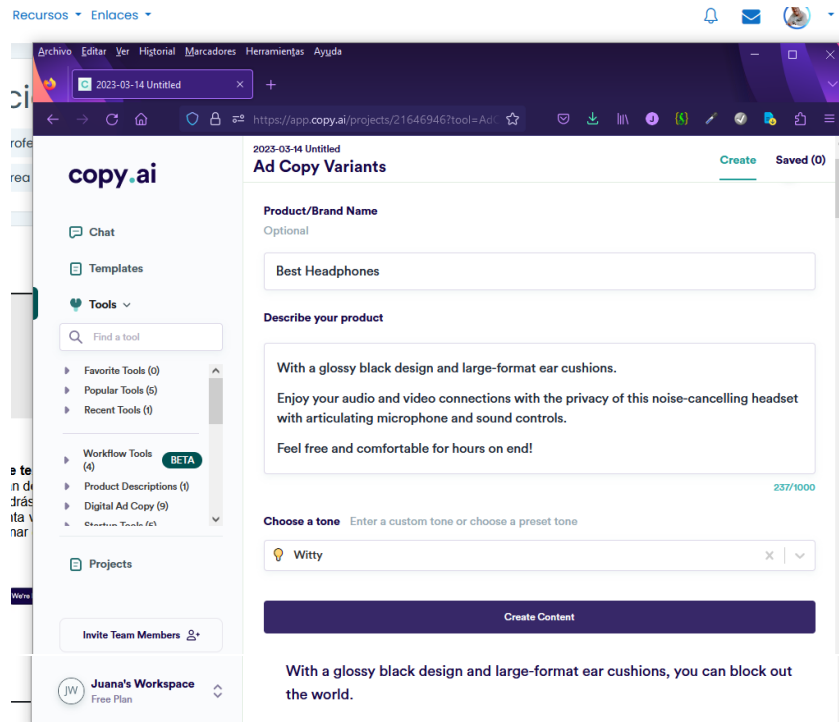 Recursos Enlaces
Archivo Editar Ver Historial Marcadores Herramientas Ayuda
2023-03-14 Untitled
https://app.copy.ai/projects/21646946?tool=AdC
copy.ai
Chat
Templates
Tools
Find a tool
Favorite Tools (0)
Popular Tools (5)
Recent Tools (1)
Workflow Tools
(4)
BETA
Product Descriptions (1)
Digital Ad Copy (9)
Startup Tools (5)
Projects
Invite Team Members
JW
Juana's Workspace
Free Plan
2023-03-14 Untitled
Ad Copy Variants
Create Saved (0)
Product/Brand Name
Optional
Best Headphones
Describe your product
With a glossy black design and large-format ear cushions.
Enjoy your audio and video connections with the privacy of this noise-cancelling headset
with articulating microphone and sound controls.
Feel free and comfortable for hours on end!
237/1000
Choose a tone Enter a custom tone or choose a preset tone
Witty
Create Content
With a glossy black design and large-format ear cushions, you can block out
the world.
We're